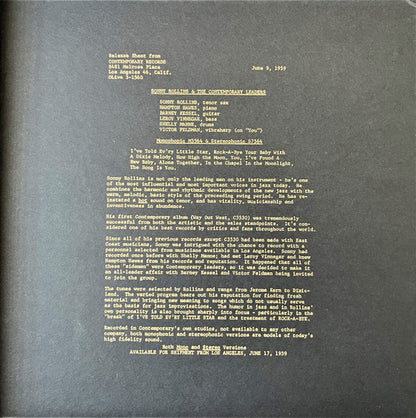 Release Sheet from
CONTEMPORARY RECORDS
8481 Melrose Place
Los Angeles 46, Calif.
OLive 3-1560
June 9, 1959
SONNY ROLLINS & THE CONTEMPORARY LEADERS
SONNY ROLLINS, tenor sax
HAMPTON HAWES, piano
BARNEY KESSEL, guitar
LEROY VINNEGAR, bass
SHELLY MANNE, drums
VICTOR FELDMAN, vibraharp (on "You")
Monophonic M3564 & Stereophonic S7564
I've Told Ev'ry Little Star, Rock-A-Bye Your Baby With
A Dixie Melody, How High the Moon, You, I've Found A
New Baby, Alone Together, In the Chapel in the Moonlight,
The Song Is You.
Sonny Rollins is not only the leading man on his instrument - he's one
of the most influential and most important voices in jazz today. He
combines the harmonic and rhythmic developments of the new jazz with the
warm, melodic, basic style of the preceding swing period. He has re-
instated a hot sound on tenor, and has vitality, musicianship and
inventiveness in abundance.
His first Contemporary album (Way Out West, C3530) was tremendously
successful from both the artistic and the sales standpoints. It's cons-
idered one of his best records by critics and fans throughout the world.
Since all of his previous records except C3530 had been made with East
Coast musicians, Sonny was intrigued with the chance to record with a
personnel selected from musicians available in Los Angeles. Sonny had
recorded once before with Shelly Manne; had met Leroy Vinnegar and knew
Hampton Hawes from his records and reputation. It happened that all of
these "sidemen" were Contemporary leaders, so it was decided to make it
an all-leader affair with Barney Kessel and Victor Feldman being invited
to join the group.
The tunes were selected by Rollins and range from Jerome Kern to Dixie-
land. The varied program bears out his reputation for finding fresh
material and bringing new meaning to songs which do not usually serve
as the basis for jazz improvisations. The humor in jazz and in Rollins'
own personality is also brought sharply into focus - particularly in the
"break" of I'VE TOLD EV'RY LITTLE STAR and the treatment of ROCK-A-BYE.
Recorded in Contemporary's own studios, not available to any other
company, both monophonic and stereophonic versions are models of today's
high fidelity sound.
Both Mono and Stereo Versions
AVAILABLE FOR SHIPMENT FROM LOS ANGELES, JUNE 17, 1959